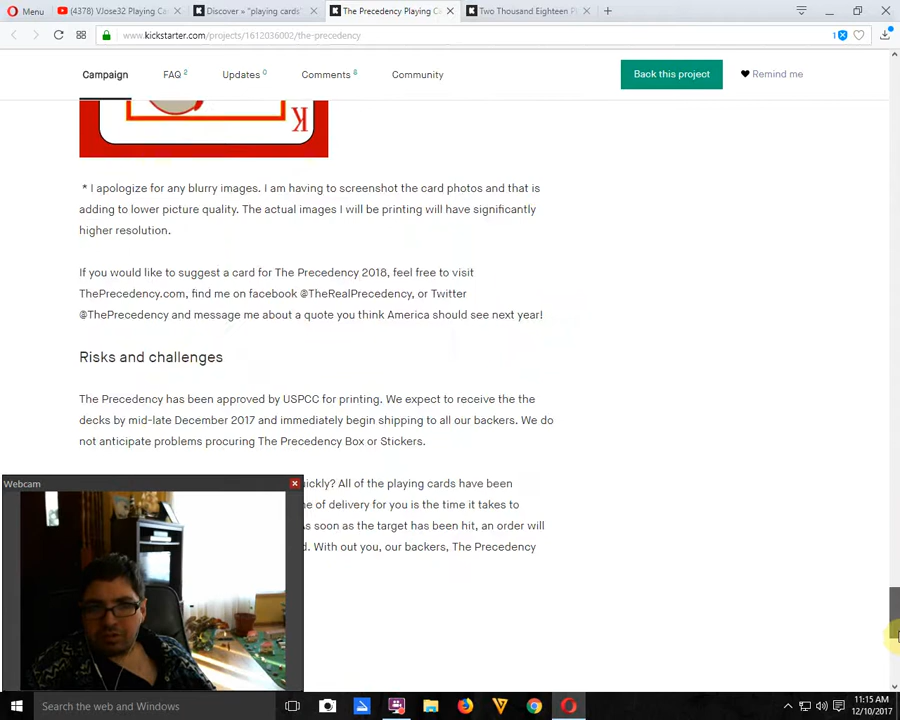 Menu
(4378) VJose32 Playing Ca
Discover » "playing cards"
The Precedency Playing C
Two Thousand Eighteen P
www.kickstarter.com/projects/1612036002/the-precedency
1
Campaign
FAQ 2
Updates 0
Comments 8
Community
Back this project
Remind me
K
* I apologize for any blurry images. I am having to screenshot the card photos and that is
adding to lower picture quality. The actual images I will be printing will have significantly
higher resolution.
If you would like to suggest a card for The Precedency 2018, feel free to visit
ThePrecedency.com, find me on facebook @TheRealPrecedency, or Twitter
@ThePrecedency and message me about a quote you think America should see next year!
Risks and challenges
The Precedency has been approved by USPCC for printing. We expect to receive the the
decks by mid-late December 2017 and immediately begin shipping to all our backers. We do
not anticipate problems procuring The Precedency Box or Stickers.
uickly? All of the playing cards have been
ne of delivery for you is the time it takes to
As soon as the target has been hit, an order will
d. With out you, our backers, The Precedency
Webcam
Search the web and Windows
11:15 AM
12/10/2017